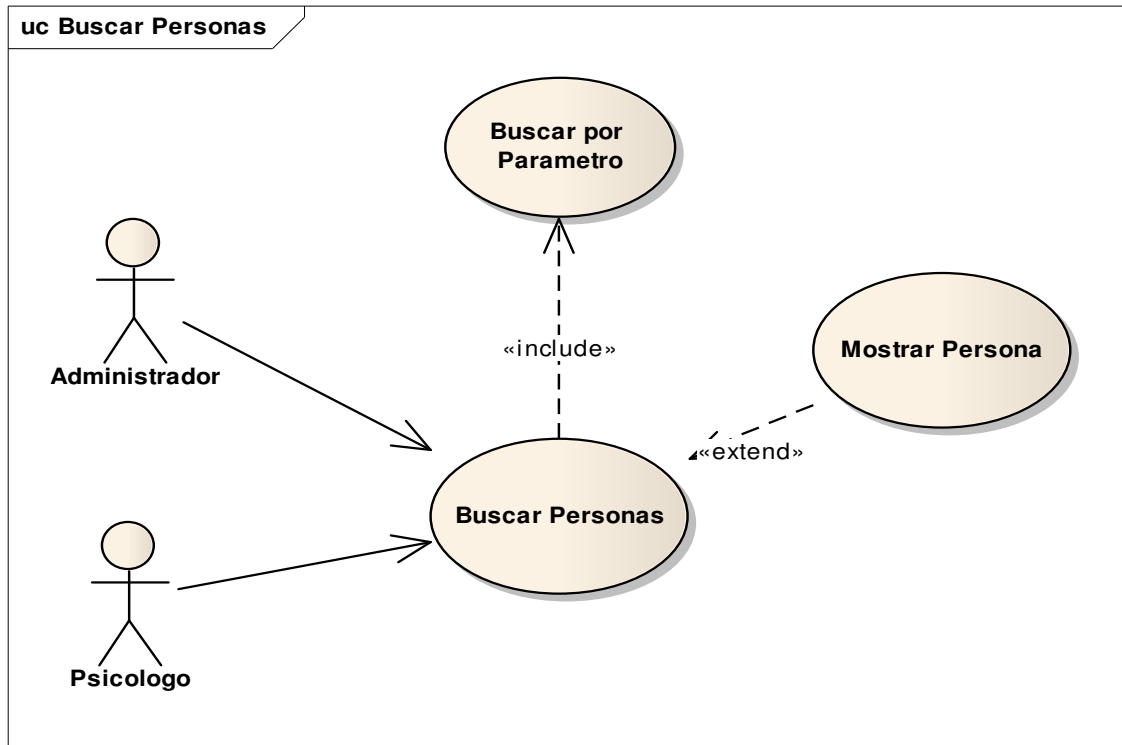 uc Buscar Personas
Buscar por
Parametro
Administrador
«include»
Mostrar Persona
«extend»
Buscar Personas
Psicologo